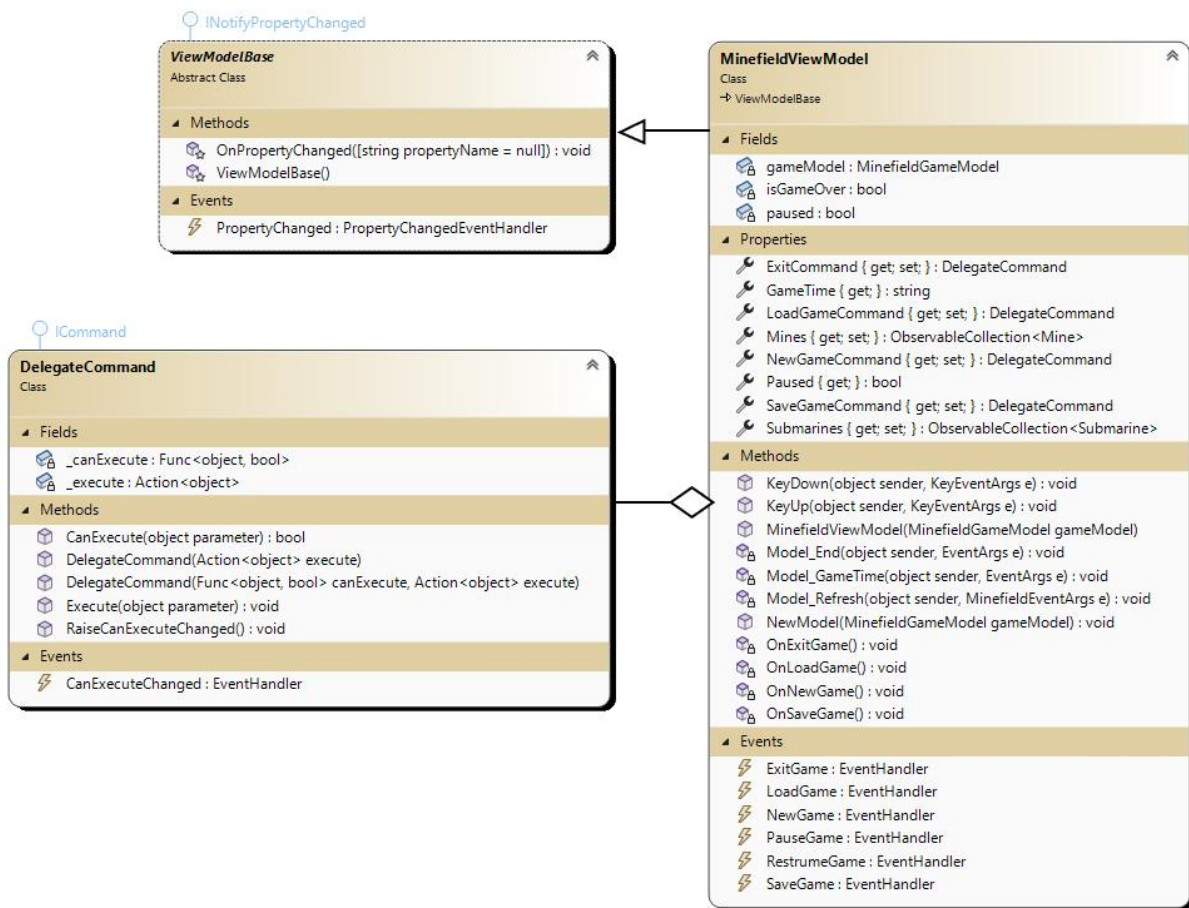 INotifyPropertyChanged
ViewModelBase
Abstract Class
Methods
OnPropertyChanged([string propertyName = null]) : void
ViewModelBase()
Events
PropertyChanged : PropertyChangedEventHandler
ICommand
DelegateCommand
Class
Fields
_canExecute : Func<object, bool>
_execute : Action<object>
Methods
CanExecute(object parameter) : bool
DelegateCommand(Action<object> execute)
DelegateCommand(Func<object, bool> canExecute, Action<object> execute)
Execute(object parameter) : void
RaiseCanExecuteChanged() : void
Events
CanExecuteChanged : EventHandler
MinefieldViewModel
Class
ViewModelBase
Fields
gameModel : MinefieldGameModel
isGameOver : bool
paused : bool
Properties
ExitCommand { get; set; } : DelegateCommand
GameTime { get; } : string
LoadGameCommand { get; set; } : DelegateCommand
Mines { get; set; } : ObservableCollection<Mine>
NewGameCommand { get; set; } : DelegateCommand
Paused { get; } : bool
SaveGameCommand { get; set; } : DelegateCommand
Submarines { get; set; } : ObservableCollection<Submarine>
Methods
KeyDown(object sender, KeyEventArgs e) : void
KeyUp(object sender, KeyEventArgs e) : void
MinefieldViewModel(MinefieldGameModel gameModel)
Model_End(object sender, EventArgs e) : void
Model_GameTime(object sender, EventArgs e) : void
Model_Refresh(object sender, MinefieldEventArgs e) : void
NewModel(MinefieldGameModel gameModel) : void
OnExitGame() : void
OnLoadGame() : void
OnNewGame() : void
OnSaveGame() : void
Events
ExitGame : EventHandler
LoadGame : EventHandler
NewGame : EventHandler
PauseGame : EventHandler
RestrumeGame : EventHandler
SaveGame : EventHandler